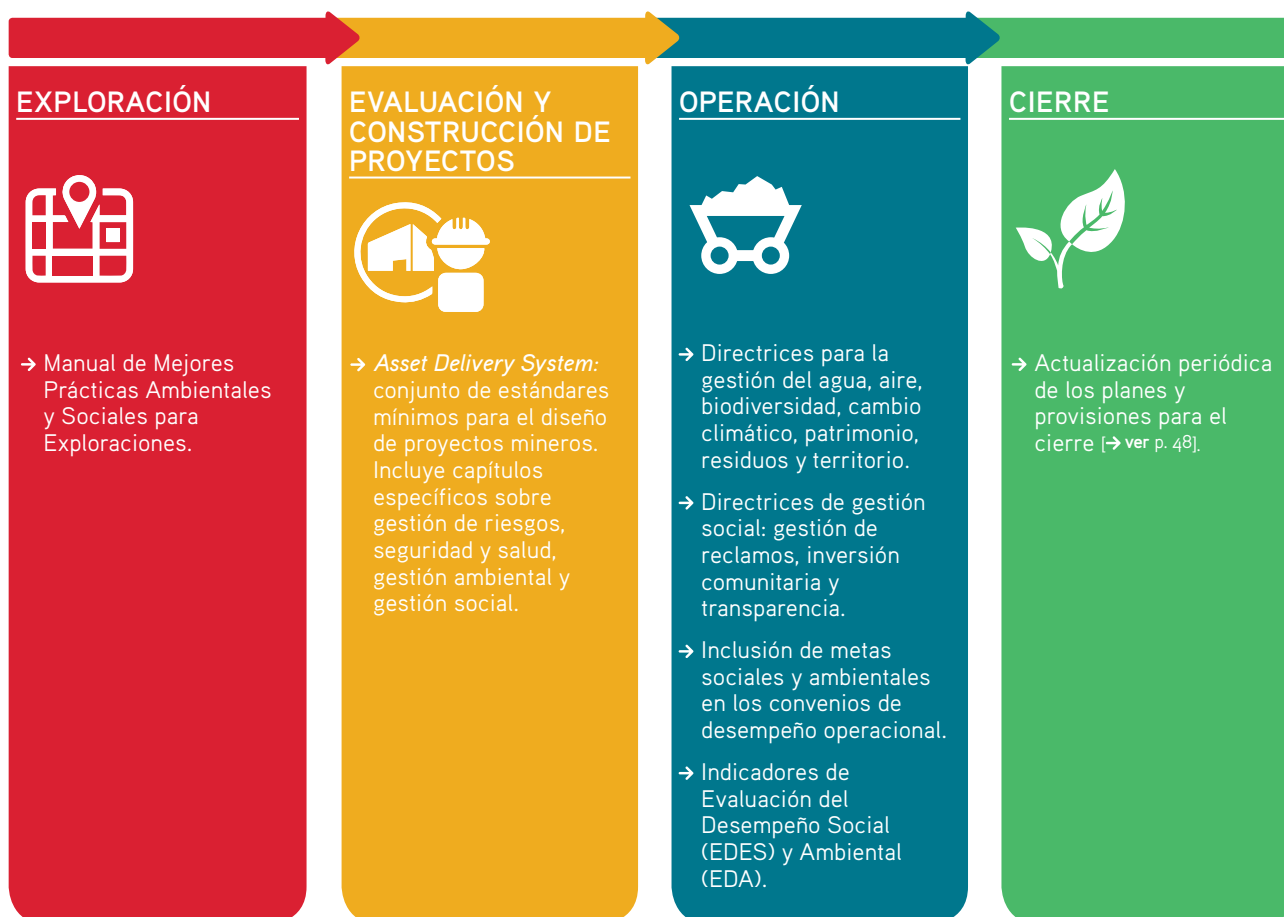 EXPLORACIÓN
→ Manual de Mejores
Prácticas Ambientales
y Sociales para
Exploraciones.
EVALUACIÓN Y
CONSTRUCCIÓN DE
PROYECTOS
→ Asset Delivery System:
conjunto de estándares
mínimos para el diseño
de proyectos mineros.
Incluye capítulos
específicos sobre
gestión de riesgos,
seguridad y salud,
gestión ambiental y
gestión social.
OPERACIÓN
→ Directrices para la
gestión del agua, aire,
biodiversidad, cambio
climático, patrimonio,
residuos y territorio.
→ Directrices de gestión
social: gestión de
reclamos, inversión
comunitaria y
transparencia.
→ Inclusión de metas
sociales y ambientales
en los convenios de
desempeño operacional.
→ Indicadores de
Evaluación del
Desempeño Social
(EDES) y Ambiental
(EDA).
CIERRE
→ Actualización periódica
de los planes y
provisiones para el
cierre [→ ver p. 48].